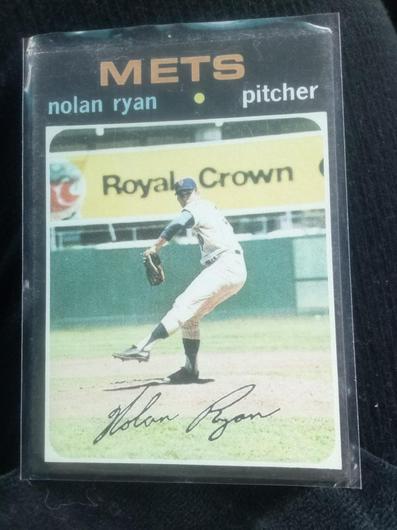 METS
nolan ryan • pitcher
Royal Crown C
Nolan Ryan